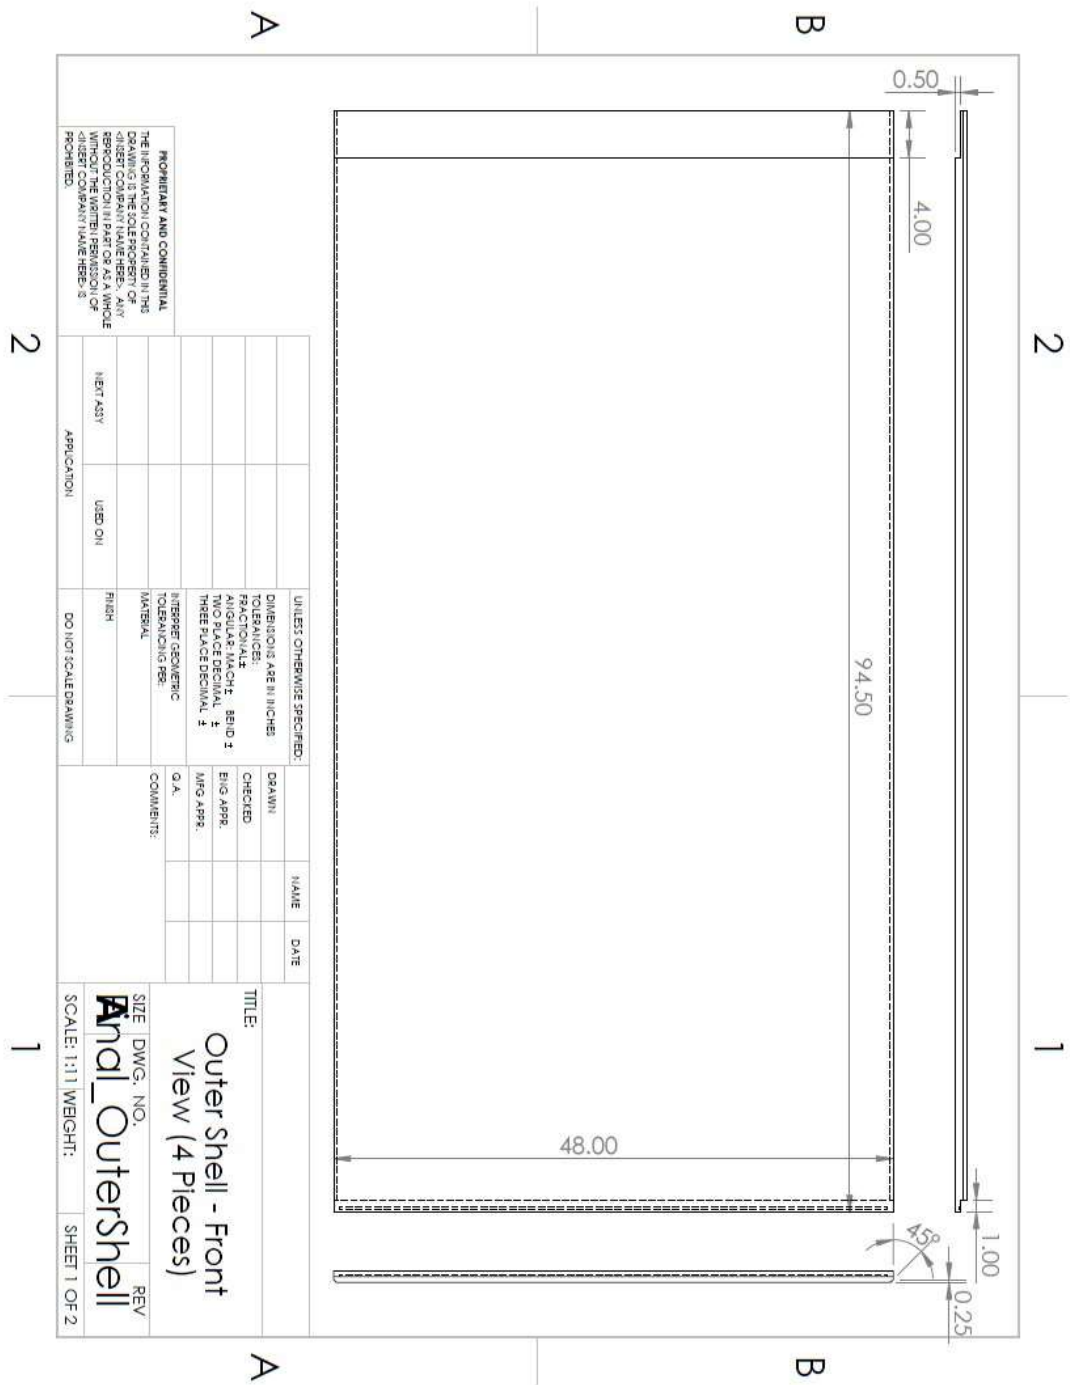 2
1
B
B
A
A
2
1
0.50
4.00
94.50
48.00
1.00
45°
0.25
PROPRIETARY AND CONFIDENTIAL
THE INFORMATION CONTAINED IN THIS
DRAWING IS THE SOLE PROPERTY OF
<INSERT COMPANY NAME HERE>. ANY
REPRODUCTION IN PART OR AS A WHOLE
WITHOUT THE WRITTEN PERMISSION OF
<INSERT COMPANY NAME HERE> IS
PROHIBITED.
NEXT ASSY
USED ON
APPLICATION
UNLESS OTHERWISE SPECIFIED:
DIMENSIONS ARE IN INCHES
TOLERANCES:
FRACTIONAL±
ANGULAR: MACH± BEND ±
TWO PLACE DECIMAL ±
THREE PLACE DECIMAL ±
INTERPRET GEOMETRIC
TOLERANCING PER:
MATERIAL
FINISH
DO NOT SCALE DRAWING
NAME
DATE
DRAWN
CHECKED
ENG APPR.
MFG APPR.
Q.A.
COMMENTS:
TITLE:
Outer Shell - Front
View (4 Pieces)
SIZE
DWG. NO.
REV
A
Final_OuterShell
SCALE: 1:11
WEIGHT:
SHEET 1 OF 2